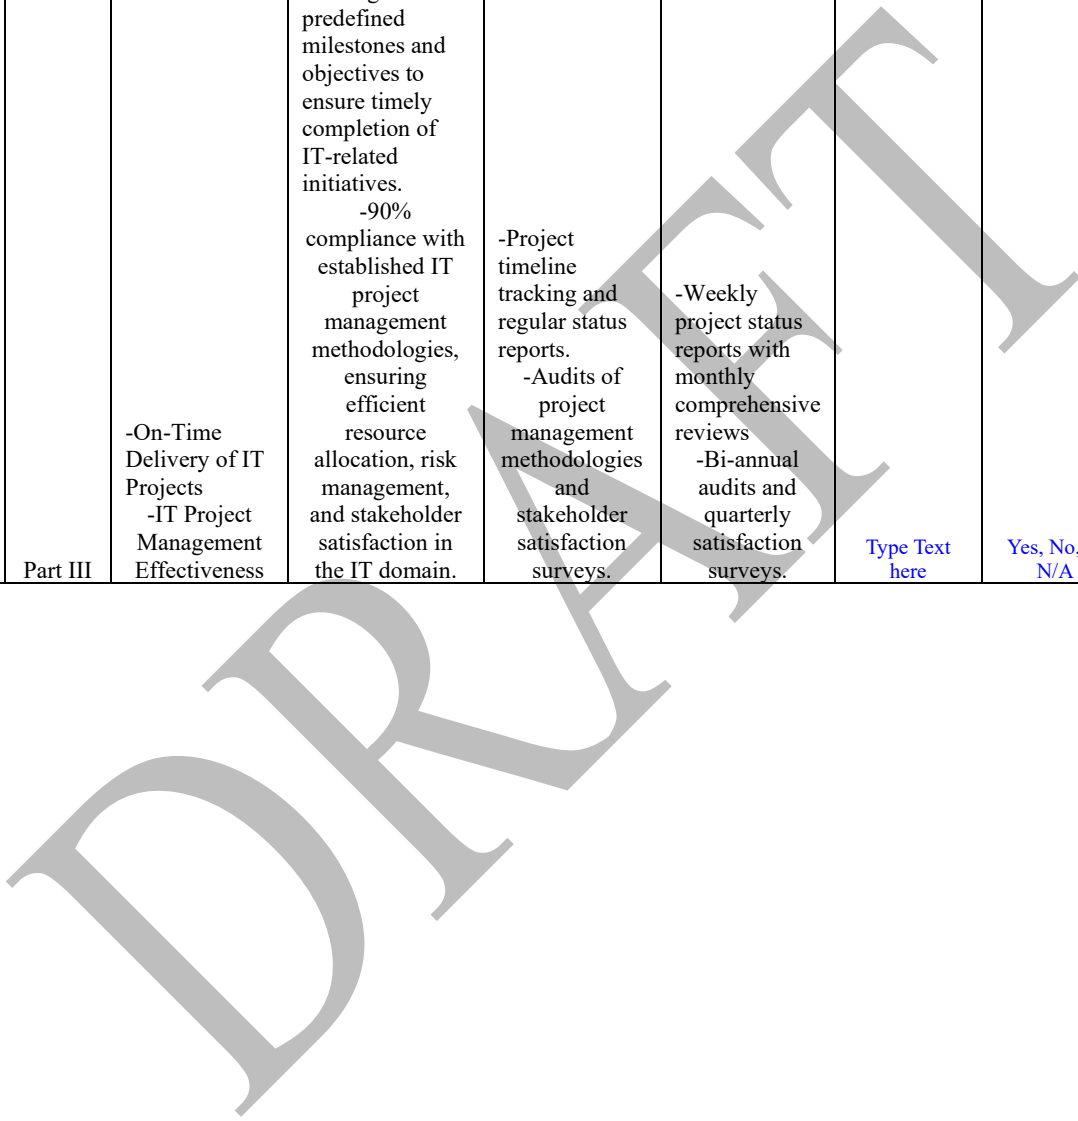 Part III
-On-Time
Delivery of IT
Projects
-IT Project
Management
Effectiveness
predefined
milestones and
objectives to
ensure timely
completion of
IT-related
initiatives.
-90%
compliance with
established IT
project
management
methodologies,
ensuring
efficient
resource
allocation, risk
management,
and stakeholder
satisfaction in
the IT domain.
-Project
timeline
tracking and
regular status
reports.
-Audits of
project
management
methodologies
and
stakeholder
satisfaction
surveys.
-Weekly
project status
reports with
monthly
comprehensive
reviews
-Bi-annual
audits and
quarterly
satisfaction
surveys.
Type Text
here
Yes, No,
N/A
DRAFT